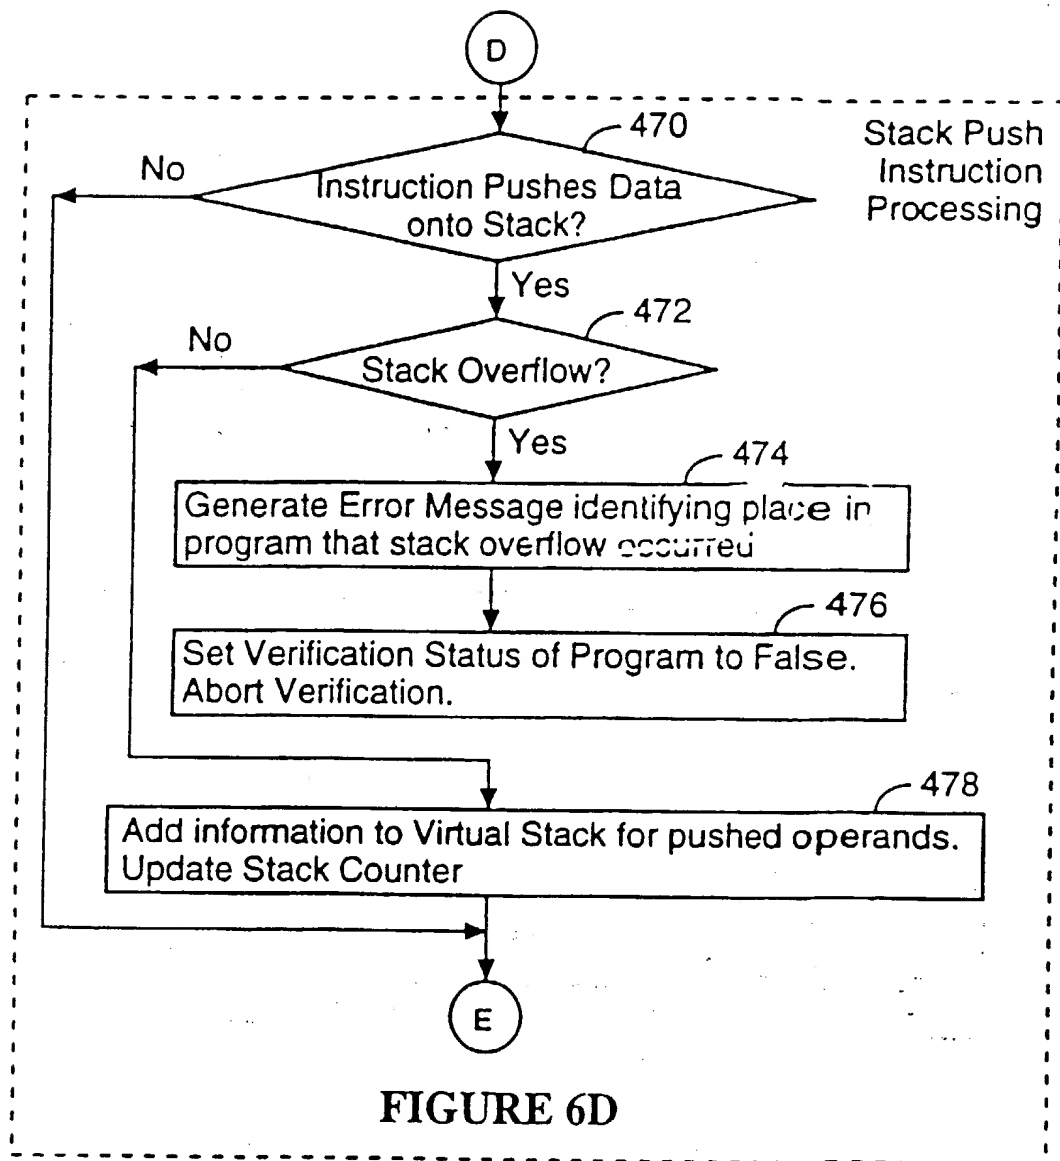 D
470
Stack Push
Instruction
Processing
No
Instruction Pushes Data
onto Stack?
Yes
472
No
Stack Overflow?
Yes
474
Generate Error Message identifying place in
program that stack overflow occurred
476
Set Verification Status of Program to False.
Abort Verification.
478
Add information to Virtual Stack for pushed operands.
Update Stack Counter
E
FIGURE 6D